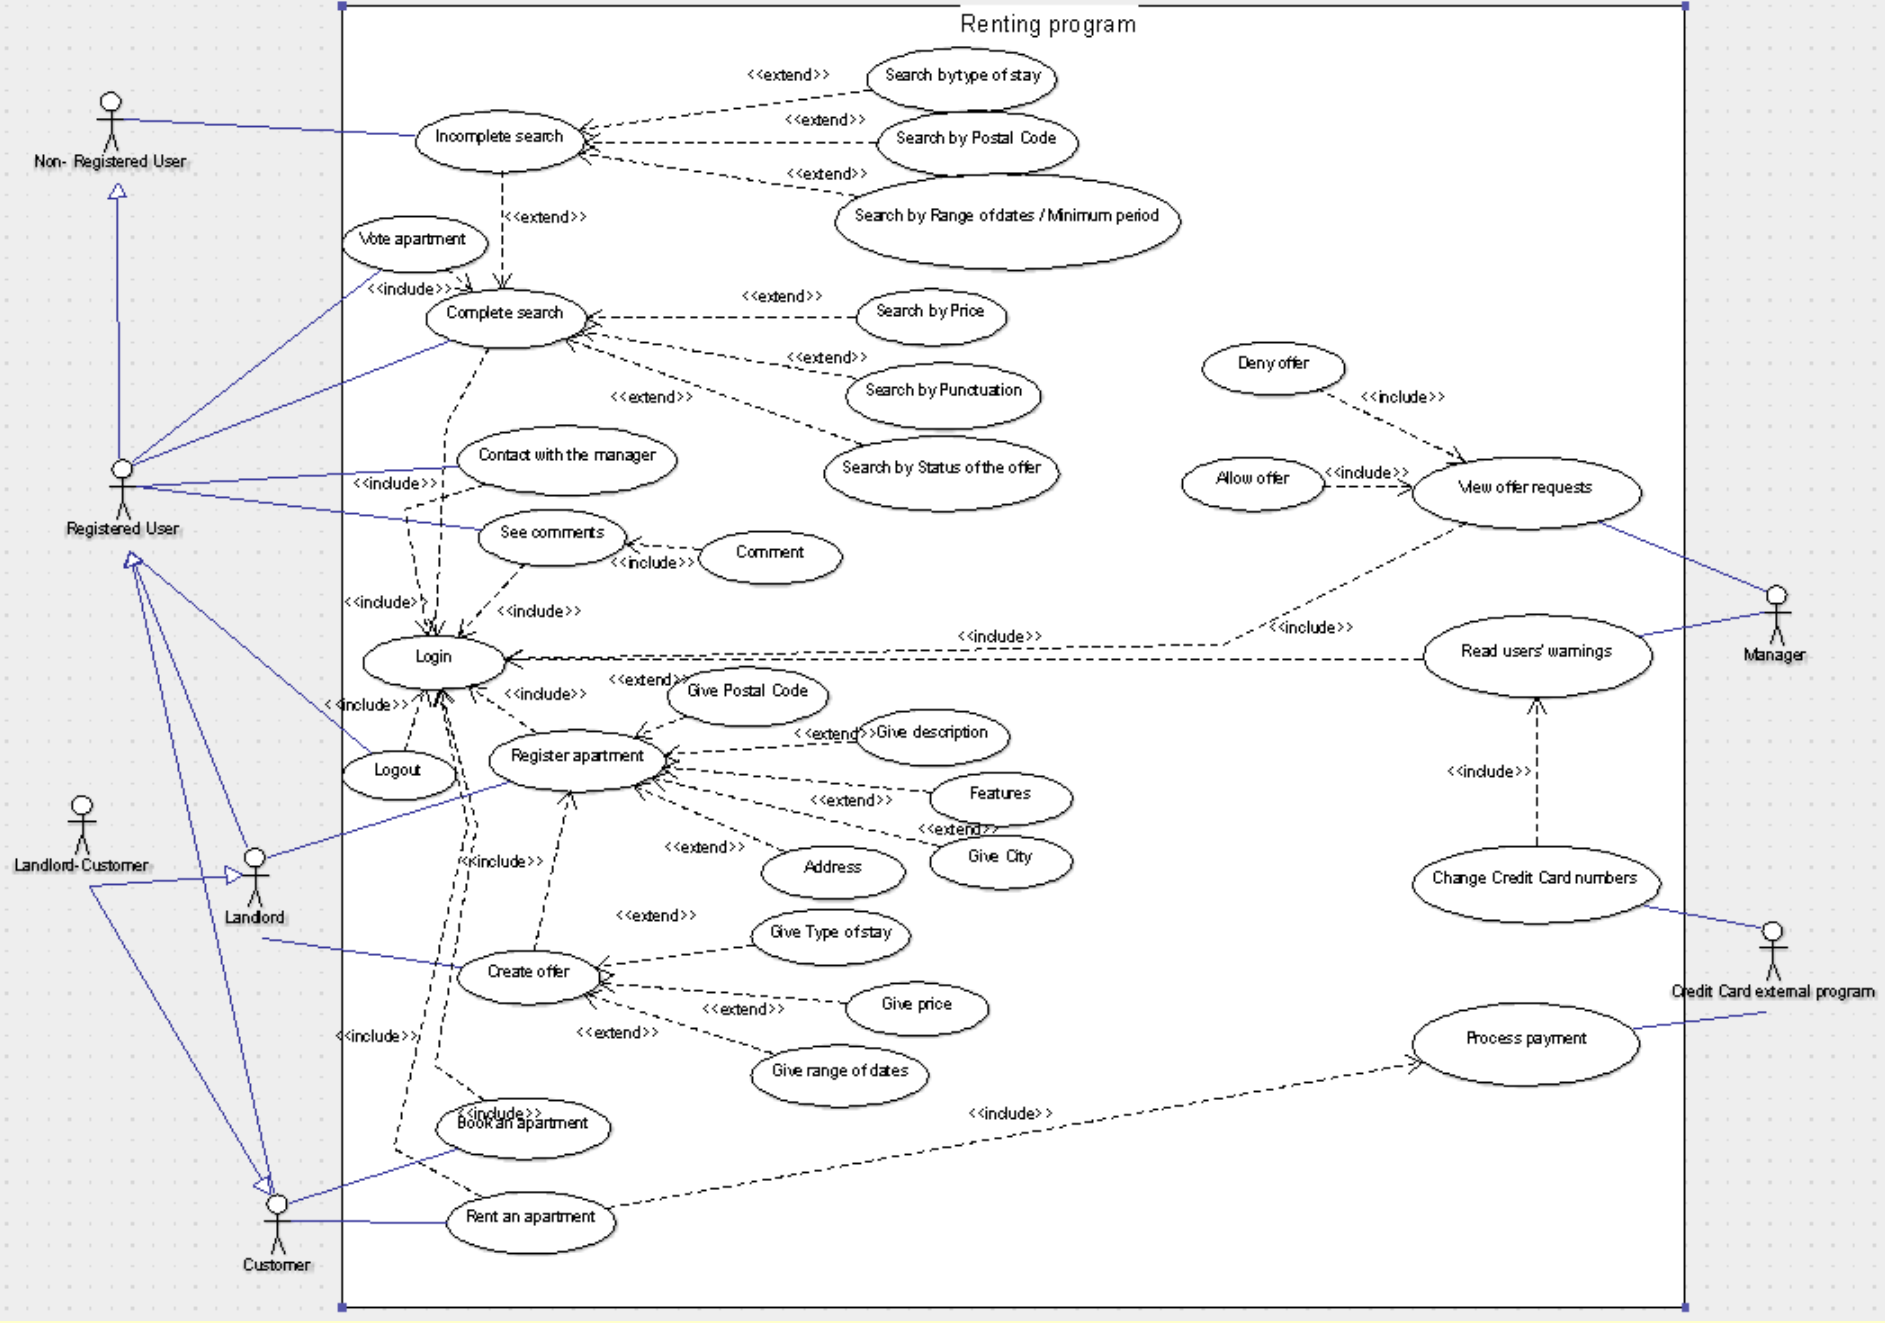 Renting program
<<extend>>
Search by type of stay
Non- Registered User
Incomplete search
<<extend>>
Search by Postal Code
<<extend>>
Search by Range of dates / Minimum period
<<extend>>
Vote apartment
<<include>>
Complete search
<<extend>>
Search by Price
<<extend>>
Search by Punctuation
<<extend>>
Search by Status of the offer
Deny offer
<<include>>
Allow offer
<<include>>
View offer requests
Contact with the manager
<<include>>
Registered User
See comments
<<include>>
Comment
<<include>>
<<include>>
Login
<<include>>
<<include>>
Read users' warnings
Manager
<<include>>
<<include>>
<<extend>>
Give Postal Code
Register apartment
<<extend>>
Give description
Logout
<<extend>>
Features
<<include>>
<<extend>>
Give City
<<extend>>
Address
Landlord-Customer
Landlord
<<include>>
Change Credit Card numbers
<<extend>>
Give Type of stay
Create offer
<<extend>>
Give price
<<extend>>
Give range of dates
Credit Card external program
<<include>>
Process payment
<<include>>
Book an apartment
<<include>>
Rent an apartment
Customer